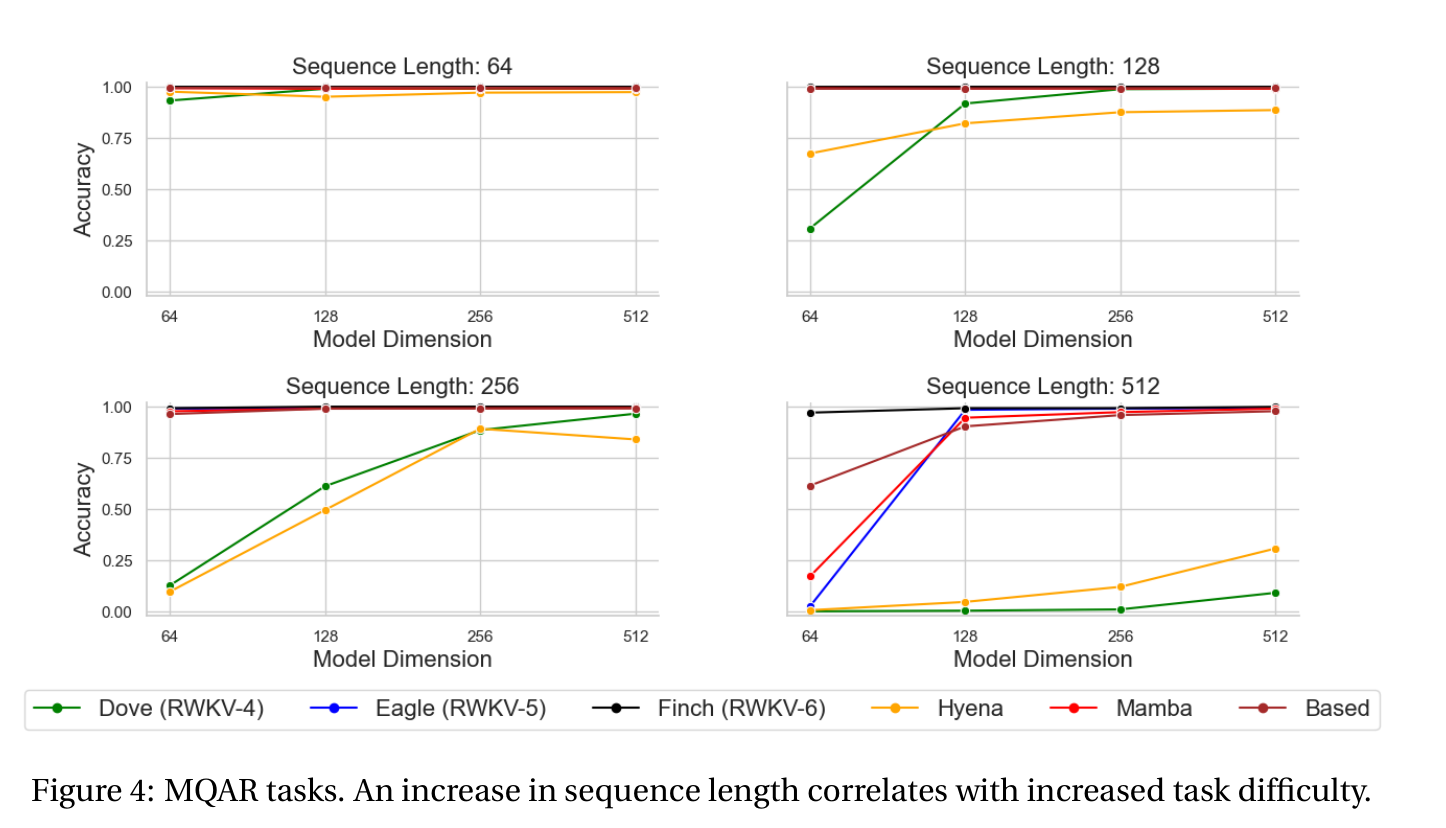 Sequence Length: 64
1.00
0.75
0.50
0.25
0.00
Accuracy
64 128 256 512
Model Dimension
Sequence Length: 128
64 128 256 512
Model Dimension
Sequence Length: 256
1.00
0.75
0.50
0.25
0.00
Accuracy
64 128 256 512
Model Dimension
Sequence Length: 512
64 128 256 512
Model Dimension
Dove (RWKV-4) Eagle (RWKV-5) Finch (RWKV-6) Hyena Mamba Based
Figure 4: MQAR tasks. An increase in sequence length correlates with increased task difficulty.